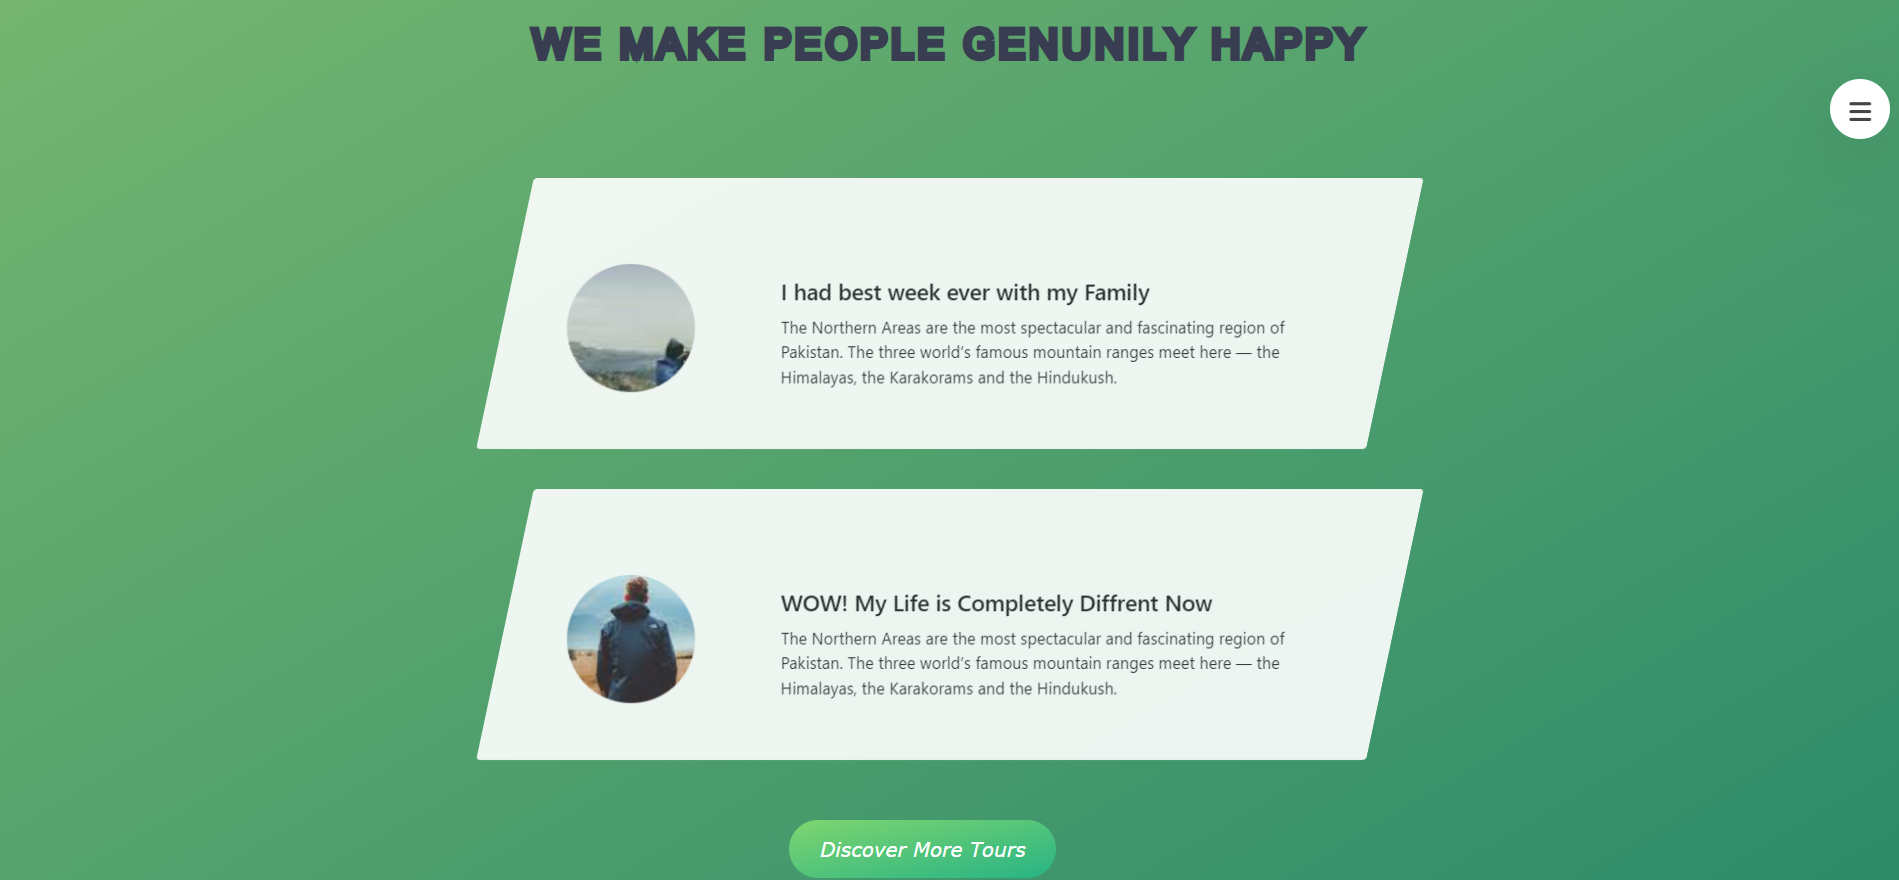 WE MAKE PEOPLE GENUNILY HAPPY
I had best week ever with my Family
The Northern Areas are the most spectacular and fascinating region of
Pakistan. The three world's famous mountain ranges meet here — the
Himalayas, the Karakorams and the Hindukush.
WOW! My Life is Completely Diffrent Now
The Northern Areas are the most spectacular and fascinating region of
Pakistan. The three world's famous mountain ranges meet here — the
Himalayas, the Karakorams and the Hindukush.
Discover More Tours